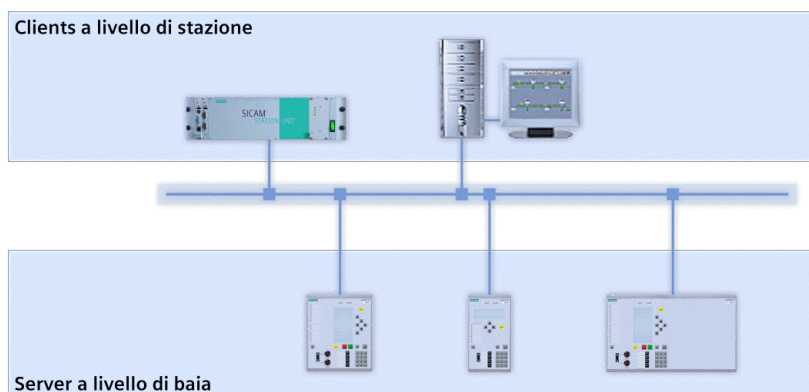 Clients a livello di stazione
SICAM
STATION UNIT
Server a livello di baia